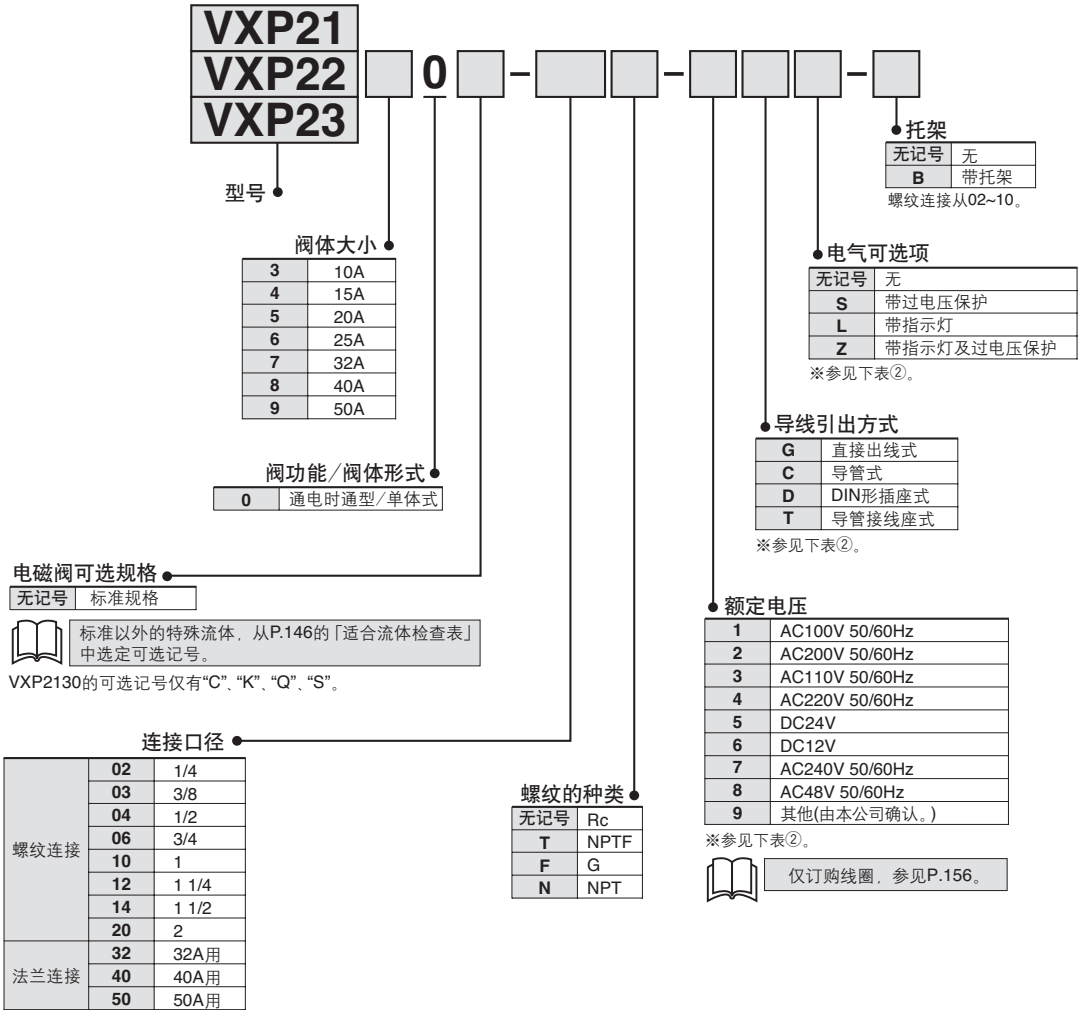 VXP21
VXP22 0 - - -
VXP23
型号
托架
无记号 无
B 带托架
螺纹连接从02~10。
阀体大小
3 10A
4 15A
5 20A
6 25A
7 32A
8 40A
9 50A
电气可选项
无记号 无
S 带过电压保护
L 带指示灯
Z 带指示灯及过电压保护
※参见下表②。
导线引出方式
G 直接出线式
C 导管式
D DIN形插座式
T 导管接线座式
※参见下表②。
阀功能/阀体形式
0 通电时通型/单体式
电磁阀可选规格
无记号 标准规格
标准以外的特殊流体，从P.146的「适合流体检查表」
中选定可选记号。
VXP2130的可选记号仅有“C”、“K”、“Q”、“S”。
额定电压
1 AC100V 50/60Hz
2 AC200V 50/60Hz
3 AC110V 50/60Hz
4 AC220V 50/60Hz
5 DC24V
6 DC12V
7 AC240V 50/60Hz
8 AC48V 50/60Hz
9 其他(由本公司确认。)
※参见下表②。
仅订购线圈，参见P.156。
连接口径
螺纹连接
02 1/4
03 3/8
04 1/2
06 3/4
10 1
12 1 1/4
14 1 1/2
20 2
法兰连接
32 32A用
40 40A用
50 50A用
螺纹的种类
无记号 Rc
T NPTF
F G
N NPT